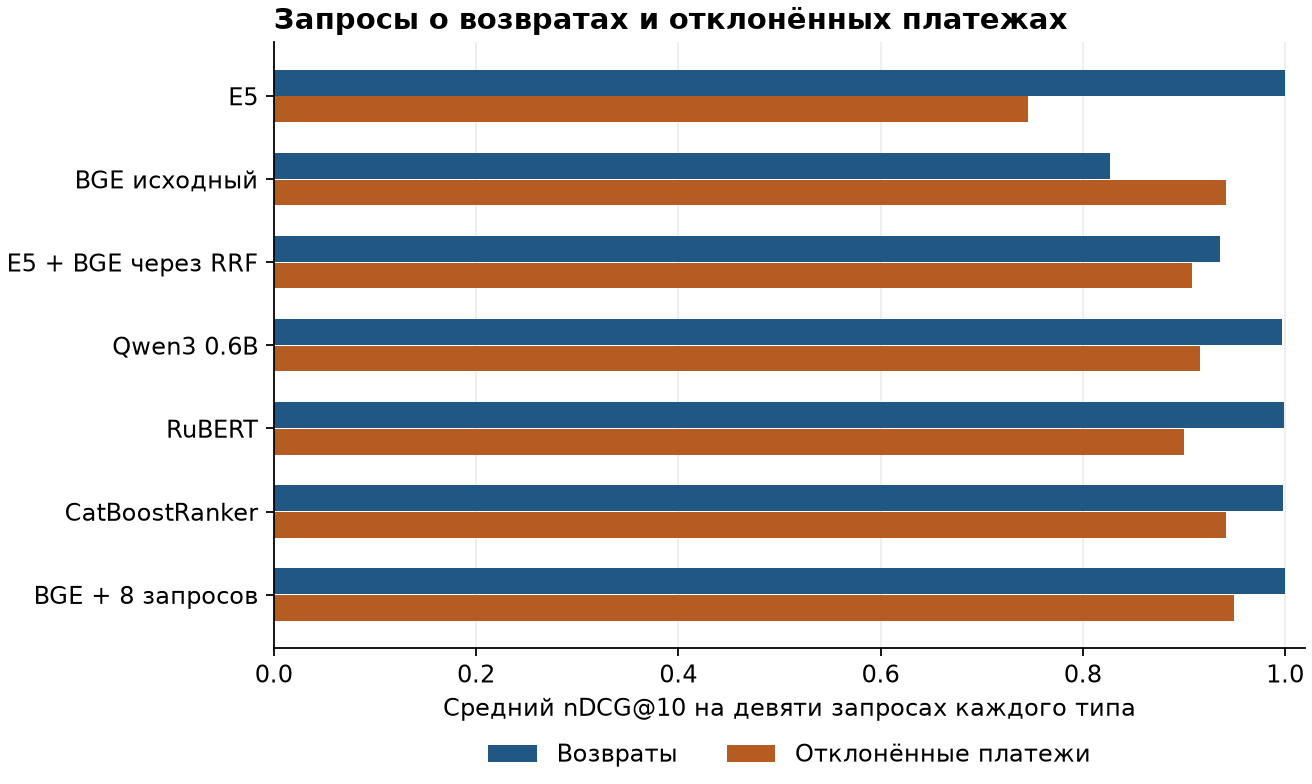 Запросы о возвратах и отклонённых платежах
E5
BGE исходный
E5 + BGE через RRF
Qwen3 0.6B
RuBERT
CatBoostRanker
BGE + 8 запросов
0.0 0.2 0.4 0.6 0.8 1.0
Средний nDCG@10 на девяти запросах каждого типа
Возвраты Отклонённые платежи